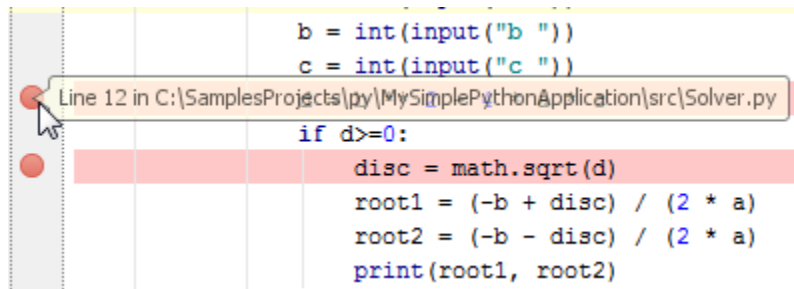 b = int(input("b "))
c = int(input("c "))
Line 12 in C:\SamplesProjects\py\MySimplePythonApplication\src\Solver.py
if d>=0:
disc = math.sqrt(d)
root1 = (-b + disc) / (2 * a)
root2 = (-b - disc) / (2 * a)
print(root1, root2)